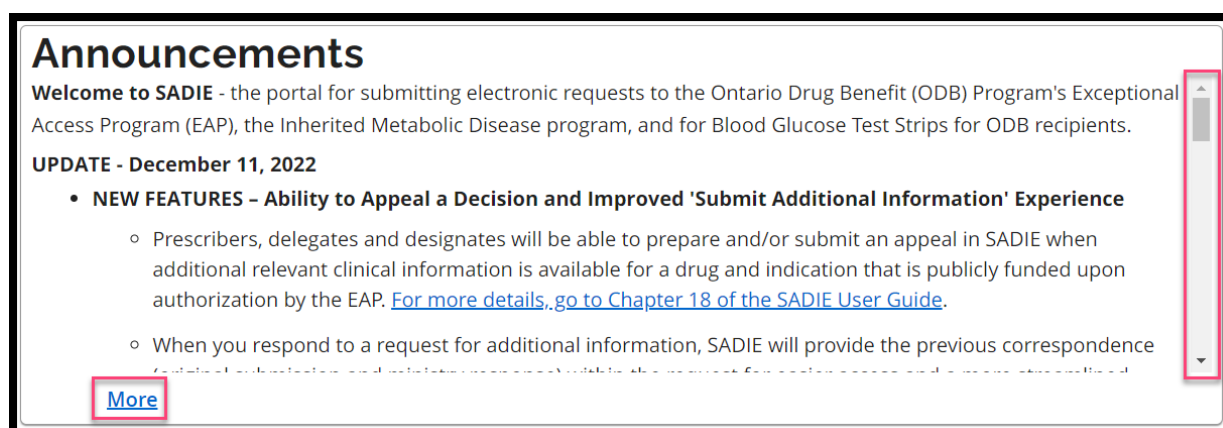 Announcements
Welcome to SADIE - the portal for submitting electronic requests to the Ontario Drug Benefit (ODB) Program's Exceptional
Access Program (EAP), the Inherited Metabolic Disease program, and for Blood Glucose Test Strips for ODB recipients.
UPDATE - December 11, 2022
• NEW FEATURES – Ability to Appeal a Decision and Improved 'Submit Additional Information' Experience
◦ Prescribers, delegates and designates will be able to prepare and/or submit an appeal in SADIE when
additional relevant clinical information is available for a drug and indication that is publicly funded upon
authorization by the EAP. For more details, go to Chapter 18 of the SADIE User Guide.
◦ When you respond to a request for additional information, SADIE will provide the previous correspondence
More